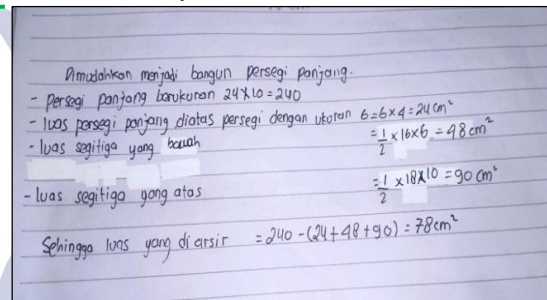 Dimudahkan menjadi bangun persegi panjang.
- persegi panjang berukuran 24x10 = 240
- luas persegi panjang diatas persegi dengan ukuran 6 = 6x4 = 24 cm²
- luas segitiga yang bawah = 1/2 x 16x6 = 48 cm²
- luas segitiga yang atas = 1/2 x 18x10 = 90 cm²
Sehingga luas yang diarsir = 240 - (24+48+90) = 78 cm²